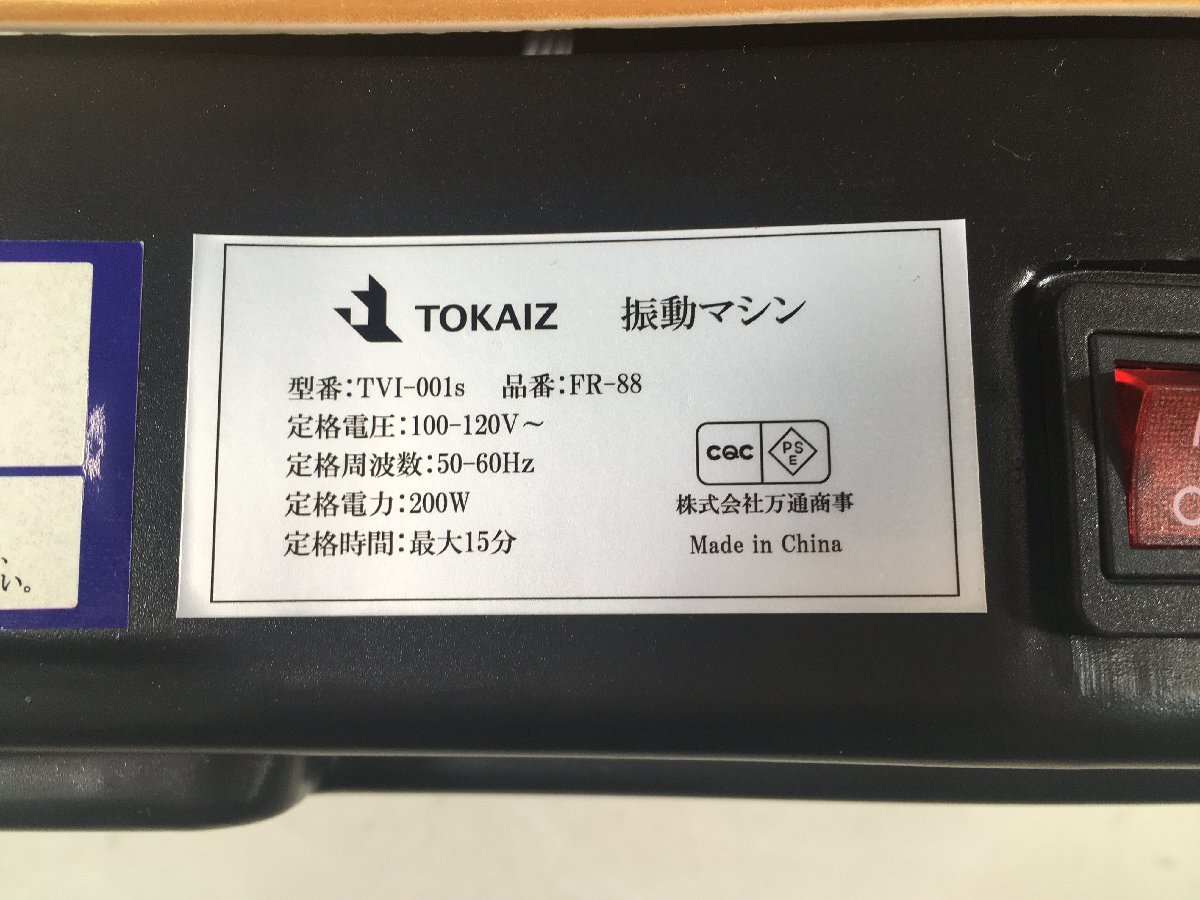 TOKAIZ 振動マシン
型番：TVI-001s 品番：FR-88
定格電圧：100-120V～
定格周波数：50-60Hz
定格電力：200W
定格時間：最大15分
CQC PSE
株式会社万通商事
Made in China
い。